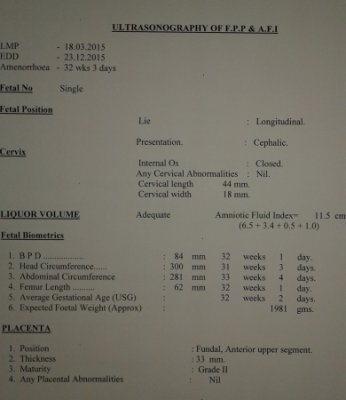 ULTRASONOGRAPHY OF F.P.P & A.F.I
LMP - 18.03.2015
EDD - 23.12.2015
Amenorrhoea - 32 wks 3 days
Fetal No Single
Fetal Position
Lie : Longitudinal.
Presentation. : Cephalic.
Cervix
Internal Os : Closed.
Any Cervical Abnormalities : Nil.
Cervical length 44 mm.
Cervical width 18 mm.
LIQUOR VOLUME Adequate Amniotic Fluid Index= 11.5 cm
(6.5 + 3.4 + 0.5 + 1.0)
Fetal Biometrics
1. B P D .................. : 84 mm 32 weeks 1 day.
2. Head Circumference...... : 300 mm 31 weeks 3 days.
3. Abdominal Circumference : 281 mm 33 weeks 4 days.
4. Femur Length .......... : 62 mm 32 weeks 1 days.
5. Average Gestational Age (USG) : 32 weeks 2 days.
6. Expected Foetal Weight (Approx) : 1981 gms.
PLACENTA
1. Position : Fundal, Anterior upper segment.
2. Thickness : 33 mm.
3. Maturity : Grade II
4. Any Placental Abnormalities : Nil